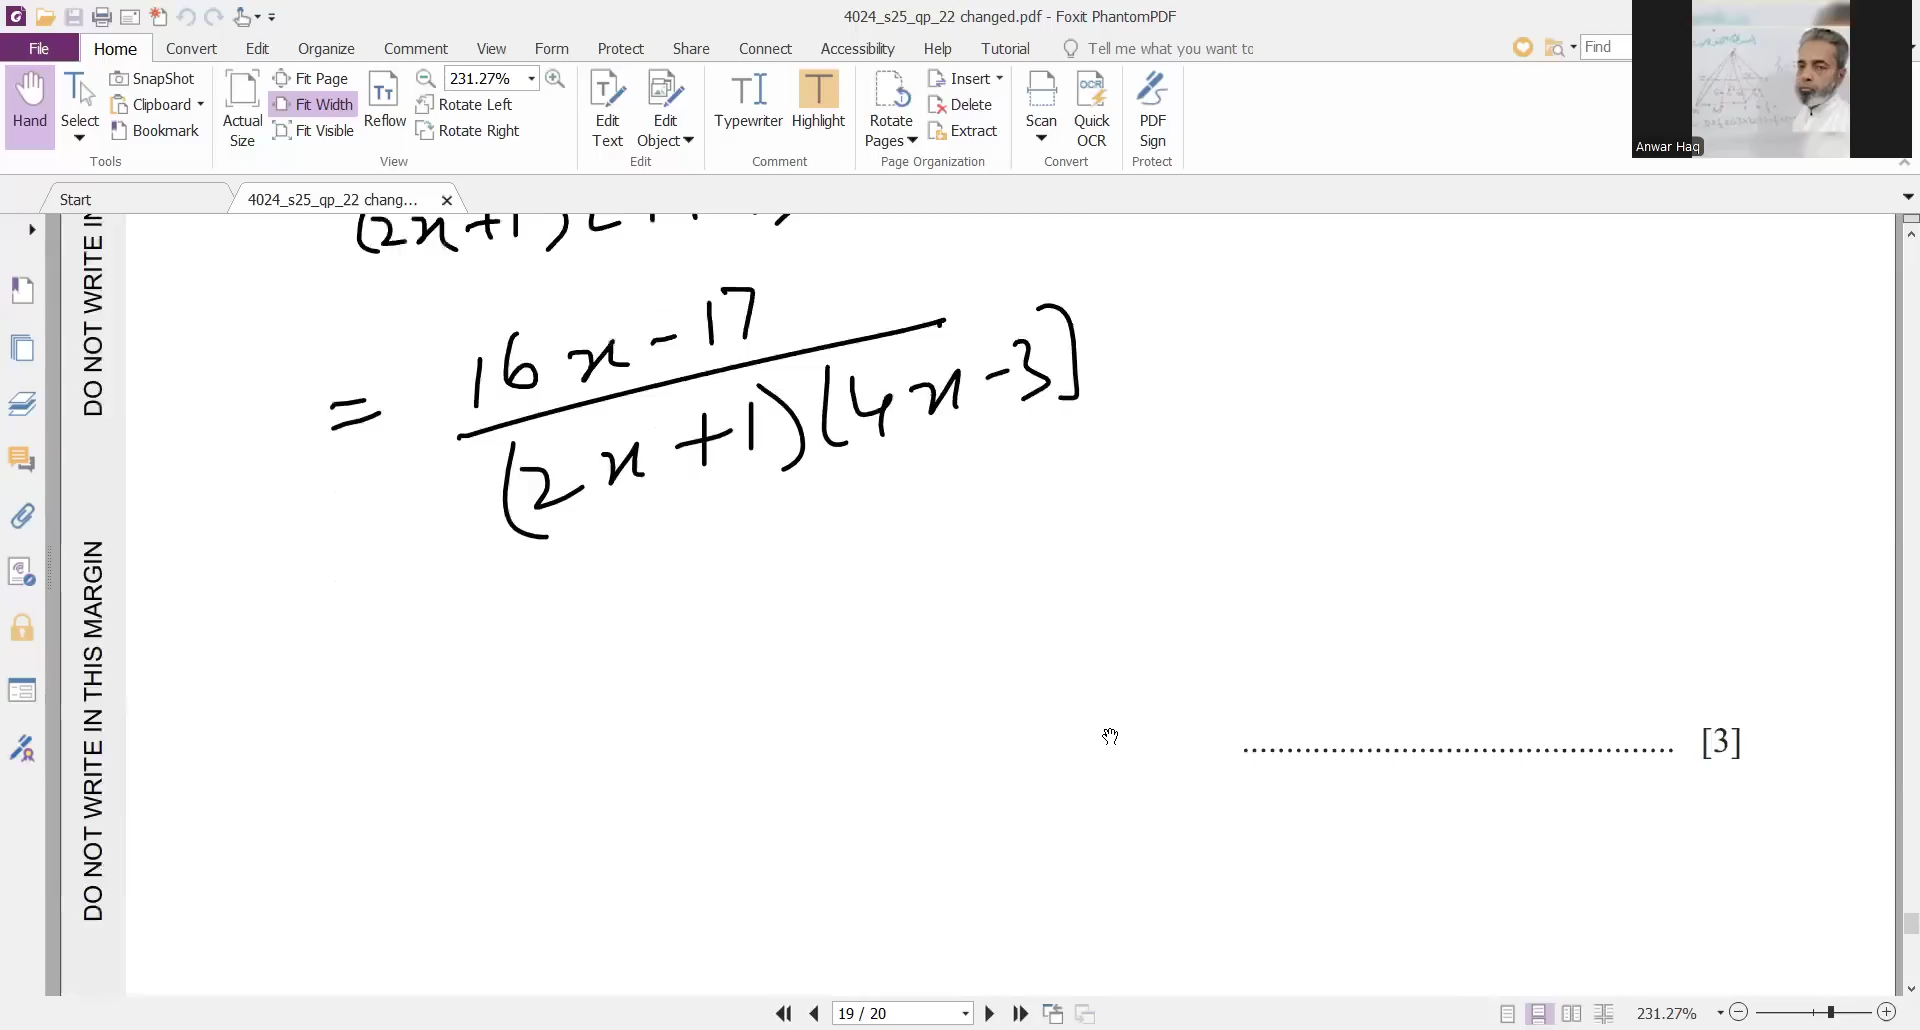 4024_s25_qp_22 changed.pdf - Foxit PhantomPDF
File Home Convert Edit Organize Comment View Form Protect Share Connect Accessibility Help Tutorial Tell me what you want to Find
Hand
Select
SnapShot
Clipboard
Bookmark
Tools
Actual Size
Fit Page
Fit Width
Fit Visible
Reflow
231.27%
Rotate Left
Rotate Right
View
Edit Text
Edit Object
Edit
Typewriter
Highlight
Comment
Rotate Pages
Insert
Delete
Extract
Page Organization
Scan
Quick OCR
Convert
PDF Sign
Protect
Anwar Haq
Start
4024_s25_qp_22 chang...
DO NOT WRITE IN
DO NOT WRITE IN THIS MARGIN
(2x+1)
16x-17
=
(2x+1)(4x-3)
[3]
19 / 20
231.27%